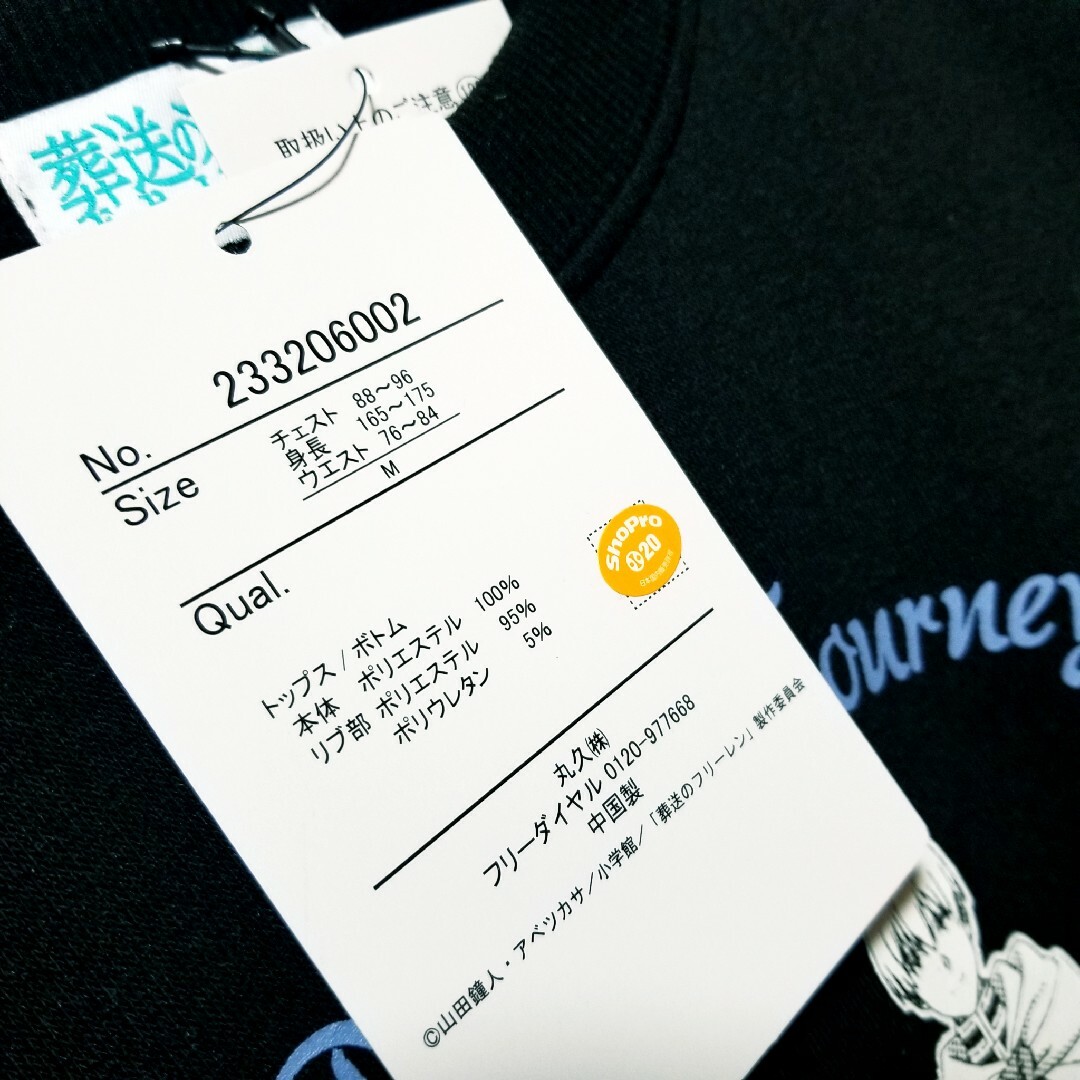 葬送の
取扱い上のご注意
No. 233206002
Size
チェスト 88～96
身長 165～175
ウエスト 76～84
M
Qual.
トップス / ボトム
本体 ポリエステル 100%
リブ部 ポリエステル 95%
ポリウレタン 5%
ShoPro
20
丸久㈱
フリーダイヤル 0120-977668
中国製
©山田鐘人・アベツカサ/小学館/「葬送のフリーレン」製作委員会
ourney